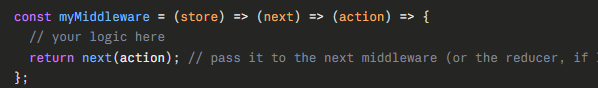 const myMiddleware = (store) => (next) => (action) => {
  // your logic here
  return next(action); // pass it to the next middleware (or the reducer, if
};